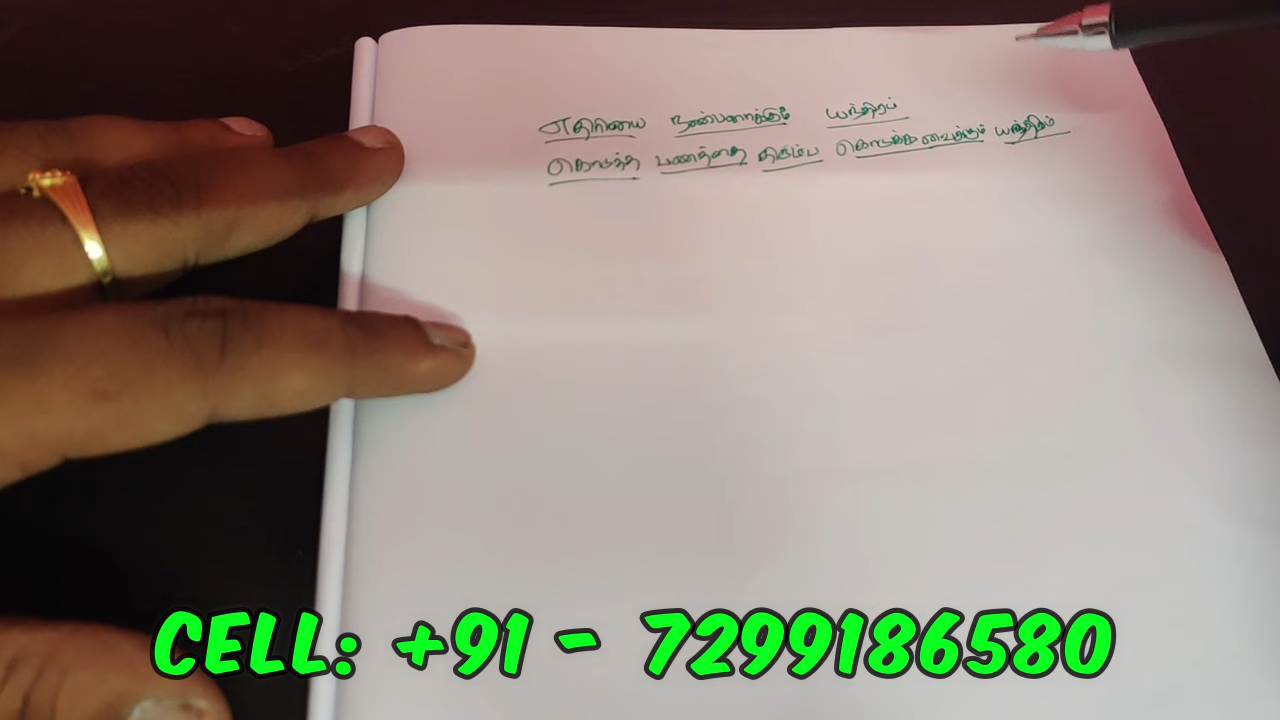 எதிரியை நண்பனாக்கும் யந்திரம்
கொடுத்த பணத்தை திரும்ப கொடுக்க வைக்கும் யந்திரம்
CELL: +91 - 7299186580